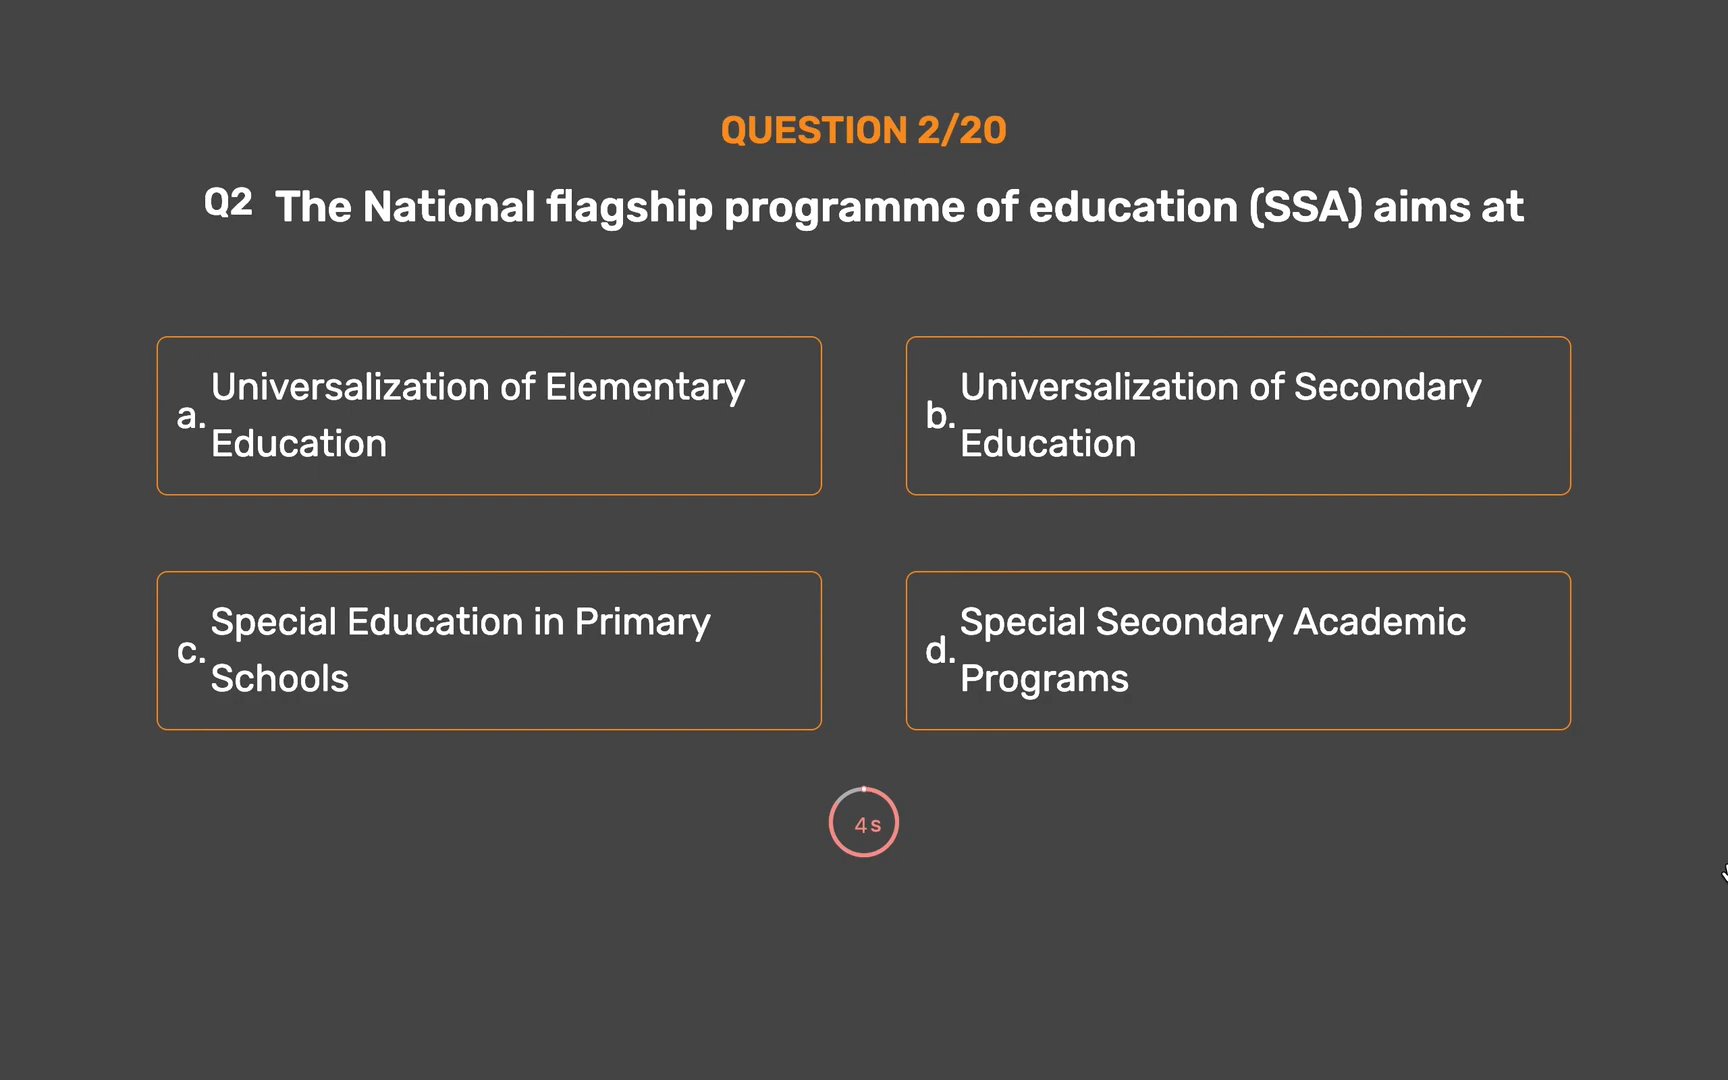 QUESTION 2/20
Q2 The National flagship programme of education (SSA) aims at
a. Universalization of Elementary
Education
b. Universalization of Secondary
Education
c. Special Education in Primary
Schools
d. Special Secondary Academic
Programs
4s